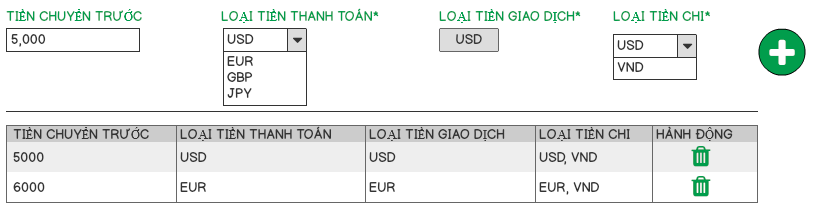 TIỀN CHUYỂN TRƯỚC LOẠI TIỀN THANH TOÁN* LOẠI TIỀN GIAO DỊCH* LOẠI TIỀN CHI*
5,000 USD USD USD
EUR VND
GBP
JPY
TIỀN CHUYỂN TRƯỚC LOẠI TIỀN THANH TOÁN LOẠI TIỀN GIAO DỊCH LOẠI TIỀN CHI HÀNH ĐỘNG
5000 USD USD USD, VND
6000 EUR EUR EUR, VND